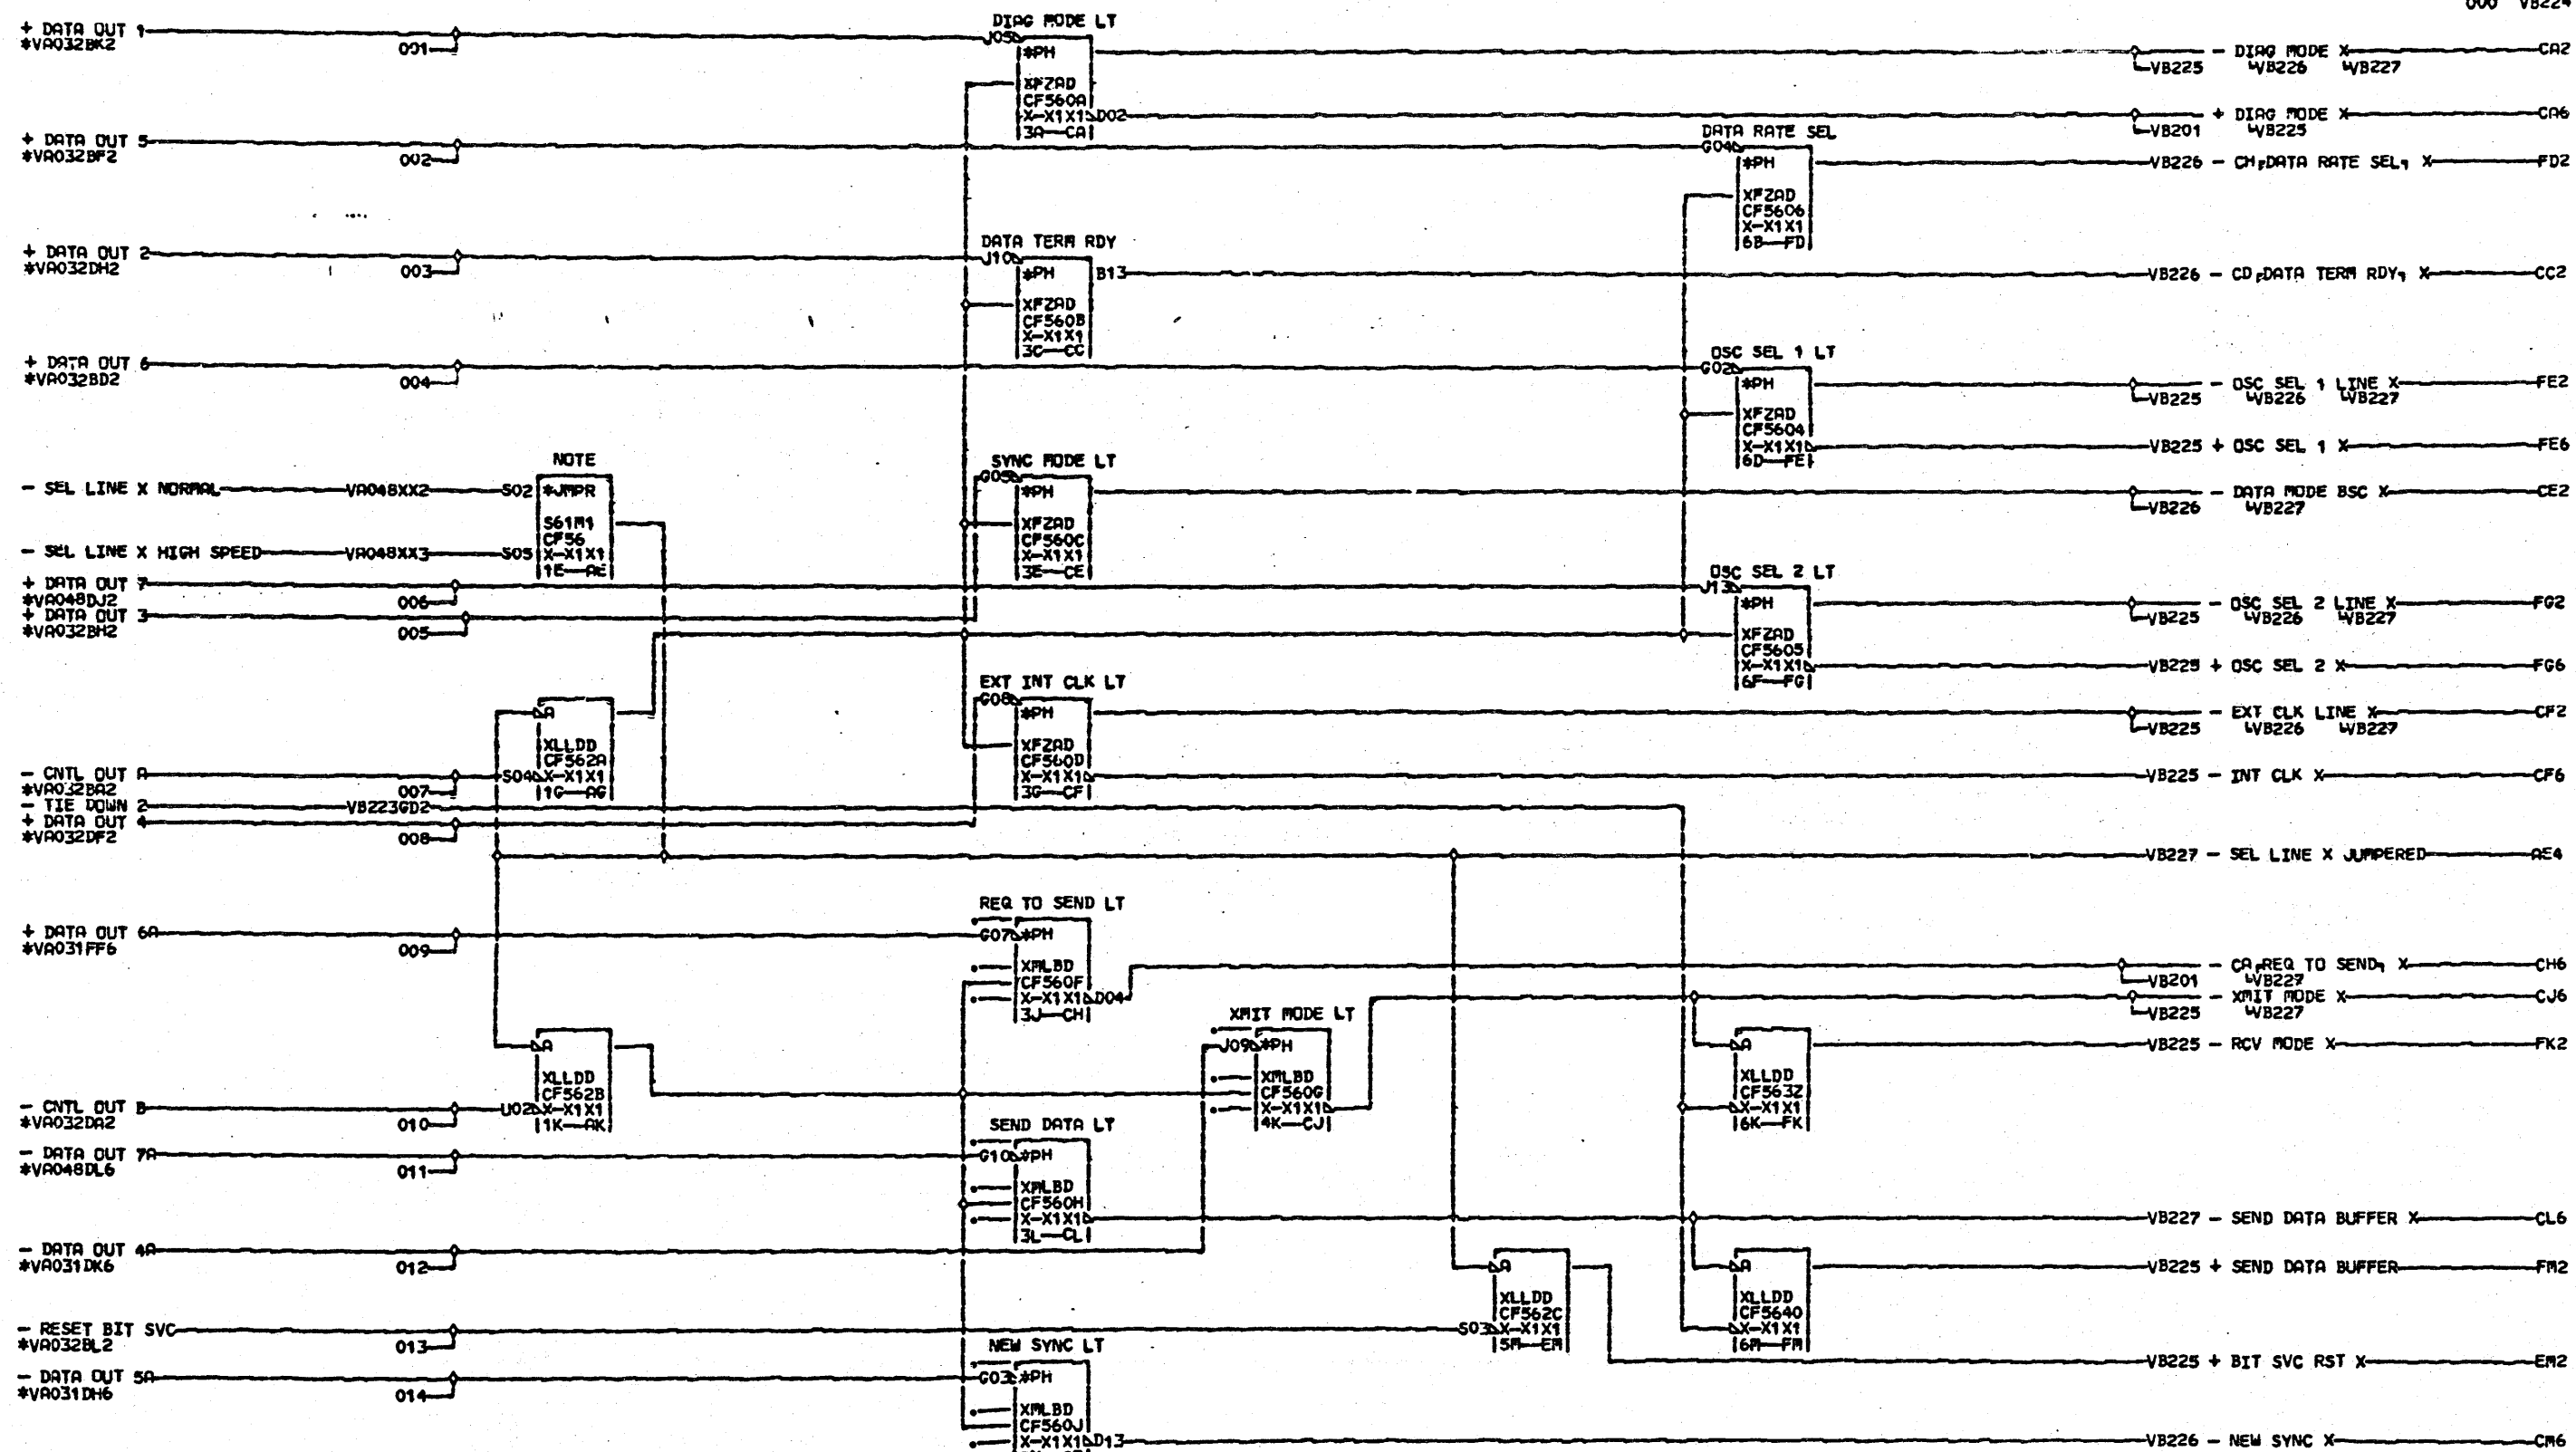 000 VB224
DIAG MODE LT
+ DATA OUT 1
*VA032BK2
001
J05
*PH
XFZAD
CF560A
X-X1X1 D02
3A—CA
- DIAG MODE X CA2
VB225 VB226 VB227
+ DIAG MODE X CA6
VB201 VB225
+ DATA OUT 5
*VA032BF2
002
DATA RATE SEL
G04
*PH
XFZAD
CF5606
X-X1X1
6B—FD
VB226 - CH,DATA RATE SEL, X FD2
+ DATA OUT 2
*VA032DH2
003
DATA TERM RDY
J10
*PH B13
XFZAD
CF560B
X-X1X1
3C—CC
VB226 - CD,DATA TERM RDY, X CC2
+ DATA OUT 6
*VA032BD2
004
OSC SEL 1 LT
G02
*PH
XFZAD
CF5604
X-X1X1
6D—FE
- OSC SEL 1 LINE X FE2
VB225 VB226 VB227
VB225 + OSC SEL 1 X FE6
NOTE
- SEL LINE X NORMAL VA048XX2 S02 *JMPR
S61M1
CF56
- SEL LINE X HIGH SPEED VA048XX3 S05 X-X1X1
1E—AE
SYNC MODE LT
G05
*PH
XFZAD
CF560C
X-X1X1
3E—CE
- DATA MODE BSC X CE2
VB226 VB227
+ DATA OUT 7
*VA048DJ2
006
+ DATA OUT 3
*VA032BH2
005
OSC SEL 2 LT
J13
*PH
XFZAD
CF5605
X-X1X1
6F—FG
- OSC SEL 2 LINE X FG2
VB225 VB226 VB227
VB225 + OSC SEL 2 X FG6
A
XLLDD
CF562A
S04 X-X1X1
1G—AG
EXT INT CLK LT
G08
*PH
XFZAD
CF560D
X-X1X1
3G—CF
- EXT CLK LINE X CF2
VB225 VB226 VB227
VB225 - INT CLK X CF6
- CNTL OUT A
*VA032BA2
007
- TIE DOWN 2 VB223GD2
+ DATA OUT 4
*VA032DF2
008
VB227 - SEL LINE X JUMPERED AE4
REQ TO SEND LT
+ DATA OUT 6A
*VA031FF6
009
G07 *PH
XMLBD
CF560F
X-X1X1 D04
3J—CH
- CA,REQ TO SEND, X CH6
VB201 VB227
- XMIT MODE X CJ6
VB225 VB227
XMIT MODE LT
J09 *PH
XMLBD
CF560G
X-X1X1
4K—CJ
A
XLLDD
CF563Z
X-X1X1
6K—FK
VB225 - RCV MODE X FK2
A
XLLDD
CF562B
U02 X-X1X1
1K—AK
- CNTL OUT B
*VA032DA2
010
SEND DATA LT
- DATA OUT 7A
*VA048DL6
011
G10 *PH
XMLBD
CF560H
X-X1X1
3L—CL
VB227 - SEND DATA BUFFER X CL6
- DATA OUT 4A
*VA031DK6
012
A
XLLDD
CF562C
S03 X-X1X1
5M—EM
A
XLLDD
CF5640
X-X1X1
6M—FM
VB225 + SEND DATA BUFFER FM2
- RESET BIT SVC
*VA032BL2
013
VB225 + BIT SVC RST X EM2
NEW SYNC LT
- DATA OUT 5A
*VA031DH6
014
G03 *PH
XMLBD
CF560J
X-X1X1 D13
VB226 - NEW SYNC X CM6